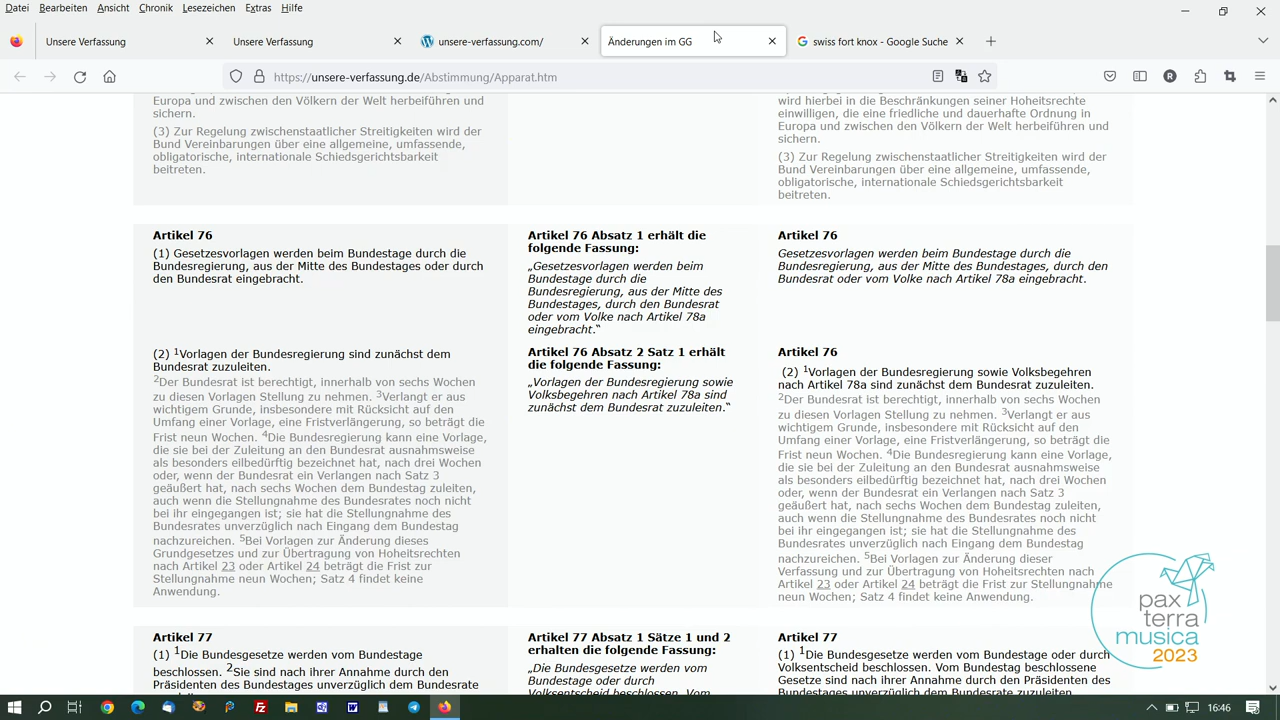 Datei Bearbeiten Ansicht Chronik Lesezeichen Extras Hilfe
Unsere Verfassung
Unsere Verfassung
unsere-verfassung.com/
Änderungen im GG
swiss fort knox - Google Suche
https://unsere-verfassung.de/Abstimmung/Apparat.htm
Europa und zwischen den Völkern der Welt herbeiführen und
sichern.
(3) Zur Regelung zwischenstaatlicher Streitigkeiten wird der
Bund Vereinbarungen über eine allgemeine, umfassende,
obligatorische, internationale Schiedsgerichtsbarkeit
beitreten.
wird hierbei in die Beschränkungen seiner Hoheitsrechte
einwilligen, die eine friedliche und dauerhafte Ordnung in
Europa und zwischen den Völkern der Welt herbeiführen und
sichern.
(3) Zur Regelung zwischenstaatlicher Streitigkeiten wird der
Bund Vereinbarungen über eine allgemeine, umfassende,
obligatorische, internationale Schiedsgerichtsbarkeit
beitreten.
Artikel 76
(1) Gesetzesvorlagen werden beim Bundestage durch die
Bundesregierung, aus der Mitte des Bundestages oder durch
den Bundesrat eingebracht.
Artikel 76 Absatz 1 erhält die
folgende Fassung:
„Gesetzesvorlagen werden beim
Bundestage durch die
Bundesregierung, aus der Mitte des
Bundestages, durch den Bundesrat
oder vom Volke nach Artikel 78a
eingebracht.“
Artikel 76
Gesetzesvorlagen werden beim Bundestage durch die
Bundesregierung, aus der Mitte des Bundestages, durch den
Bundesrat oder vom Volke nach Artikel 78a eingebracht.
(2) ¹Vorlagen der Bundesregierung sind zunächst dem
Bundesrat zuzuleiten.
²Der Bundesrat ist berechtigt, innerhalb von sechs Wochen
zu diesen Vorlagen Stellung zu nehmen. ³Verlangt er aus
wichtigem Grunde, insbesondere mit Rücksicht auf den
Umfang einer Vorlage, eine Fristverlängerung, so beträgt die
Frist neun Wochen. ⁴Die Bundesregierung kann eine Vorlage,
die sie bei der Zuleitung an den Bundesrat ausnahmsweise
als besonders eilbedürftig bezeichnet hat, nach drei Wochen
oder, wenn der Bundesrat ein Verlangen nach Satz 3
geäußert hat, nach sechs Wochen dem Bundestag zuleiten,
auch wenn die Stellungnahme des Bundesrates noch nicht
bei ihr eingegangen ist; sie hat die Stellungnahme des
Bundesrates unverzüglich nach Eingang dem Bundestag
nachzureichen. ⁵Bei Vorlagen zur Änderung dieses
Grundgesetzes und zur Übertragung von Hoheitsrechten
nach Artikel 23 oder Artikel 24 beträgt die Frist zur
Stellungnahme neun Wochen; Satz 4 findet keine
Anwendung.
Artikel 76 Absatz 2 Satz 1 erhält
die folgende Fassung:
„Vorlagen der Bundesregierung sowie
Volksbegehren nach Artikel 78a sind
zunächst dem Bundesrat zuzuleiten.“
Artikel 76
(2) ¹Vorlagen der Bundesregierung sowie Volksbegehren
nach Artikel 78a sind zunächst dem Bundesrat zuzuleiten.
²Der Bundesrat ist berechtigt, innerhalb von sechs Wochen
zu diesen Vorlagen Stellung zu nehmen. ³Verlangt er aus
wichtigem Grunde, insbesondere mit Rücksicht auf den
Umfang einer Vorlage, eine Fristverlängerung, so beträgt die
Frist neun Wochen. ⁴Die Bundesregierung kann eine Vorlage,
die sie bei der Zuleitung an den Bundesrat ausnahmsweise
als besonders eilbedürftig bezeichnet hat, nach drei Wochen
oder, wenn der Bundesrat ein Verlangen nach Satz 3
geäußert hat, nach sechs Wochen dem Bundestag zuleiten,
auch wenn die Stellungnahme des Bundesrates noch nicht
bei ihr eingegangen ist; sie hat die Stellungnahme des
Bundesrates unverzüglich nach Eingang dem Bundestag
nachzureichen. ⁵Bei Vorlagen zur Änderung dieser
Verfassung und zur Übertragung von Hoheitsrechten nach
Artikel 23 oder Artikel 24 beträgt die Frist zur Stellungnahme
neun Wochen; Satz 4 findet keine Anwendung.
Artikel 77
(1) ¹Die Bundesgesetze werden vom Bundestage
beschlossen. ²Sie sind nach ihrer Annahme durch den
Präsidenten des Bundestages unverzüglich dem Bundesrate
Artikel 77 Absatz 1 Sätze 1 und 2
erhalten die folgende Fassung:
„Die Bundesgesetze werden vom
Bundestage oder durch
Volksentscheid beschlossen. Vom
Artikel 77
(1) ¹Die Bundesgesetze werden vom Bundestage oder durch
Volksentscheid beschlossen. Vom Bundestag beschlossene
Gesetze sind nach ihrer Annahme durch den Präsidenten des
Bundestages unverzüglich dem Bundesrate zuzuleiten.
pax
terra
musica
2023
16:46